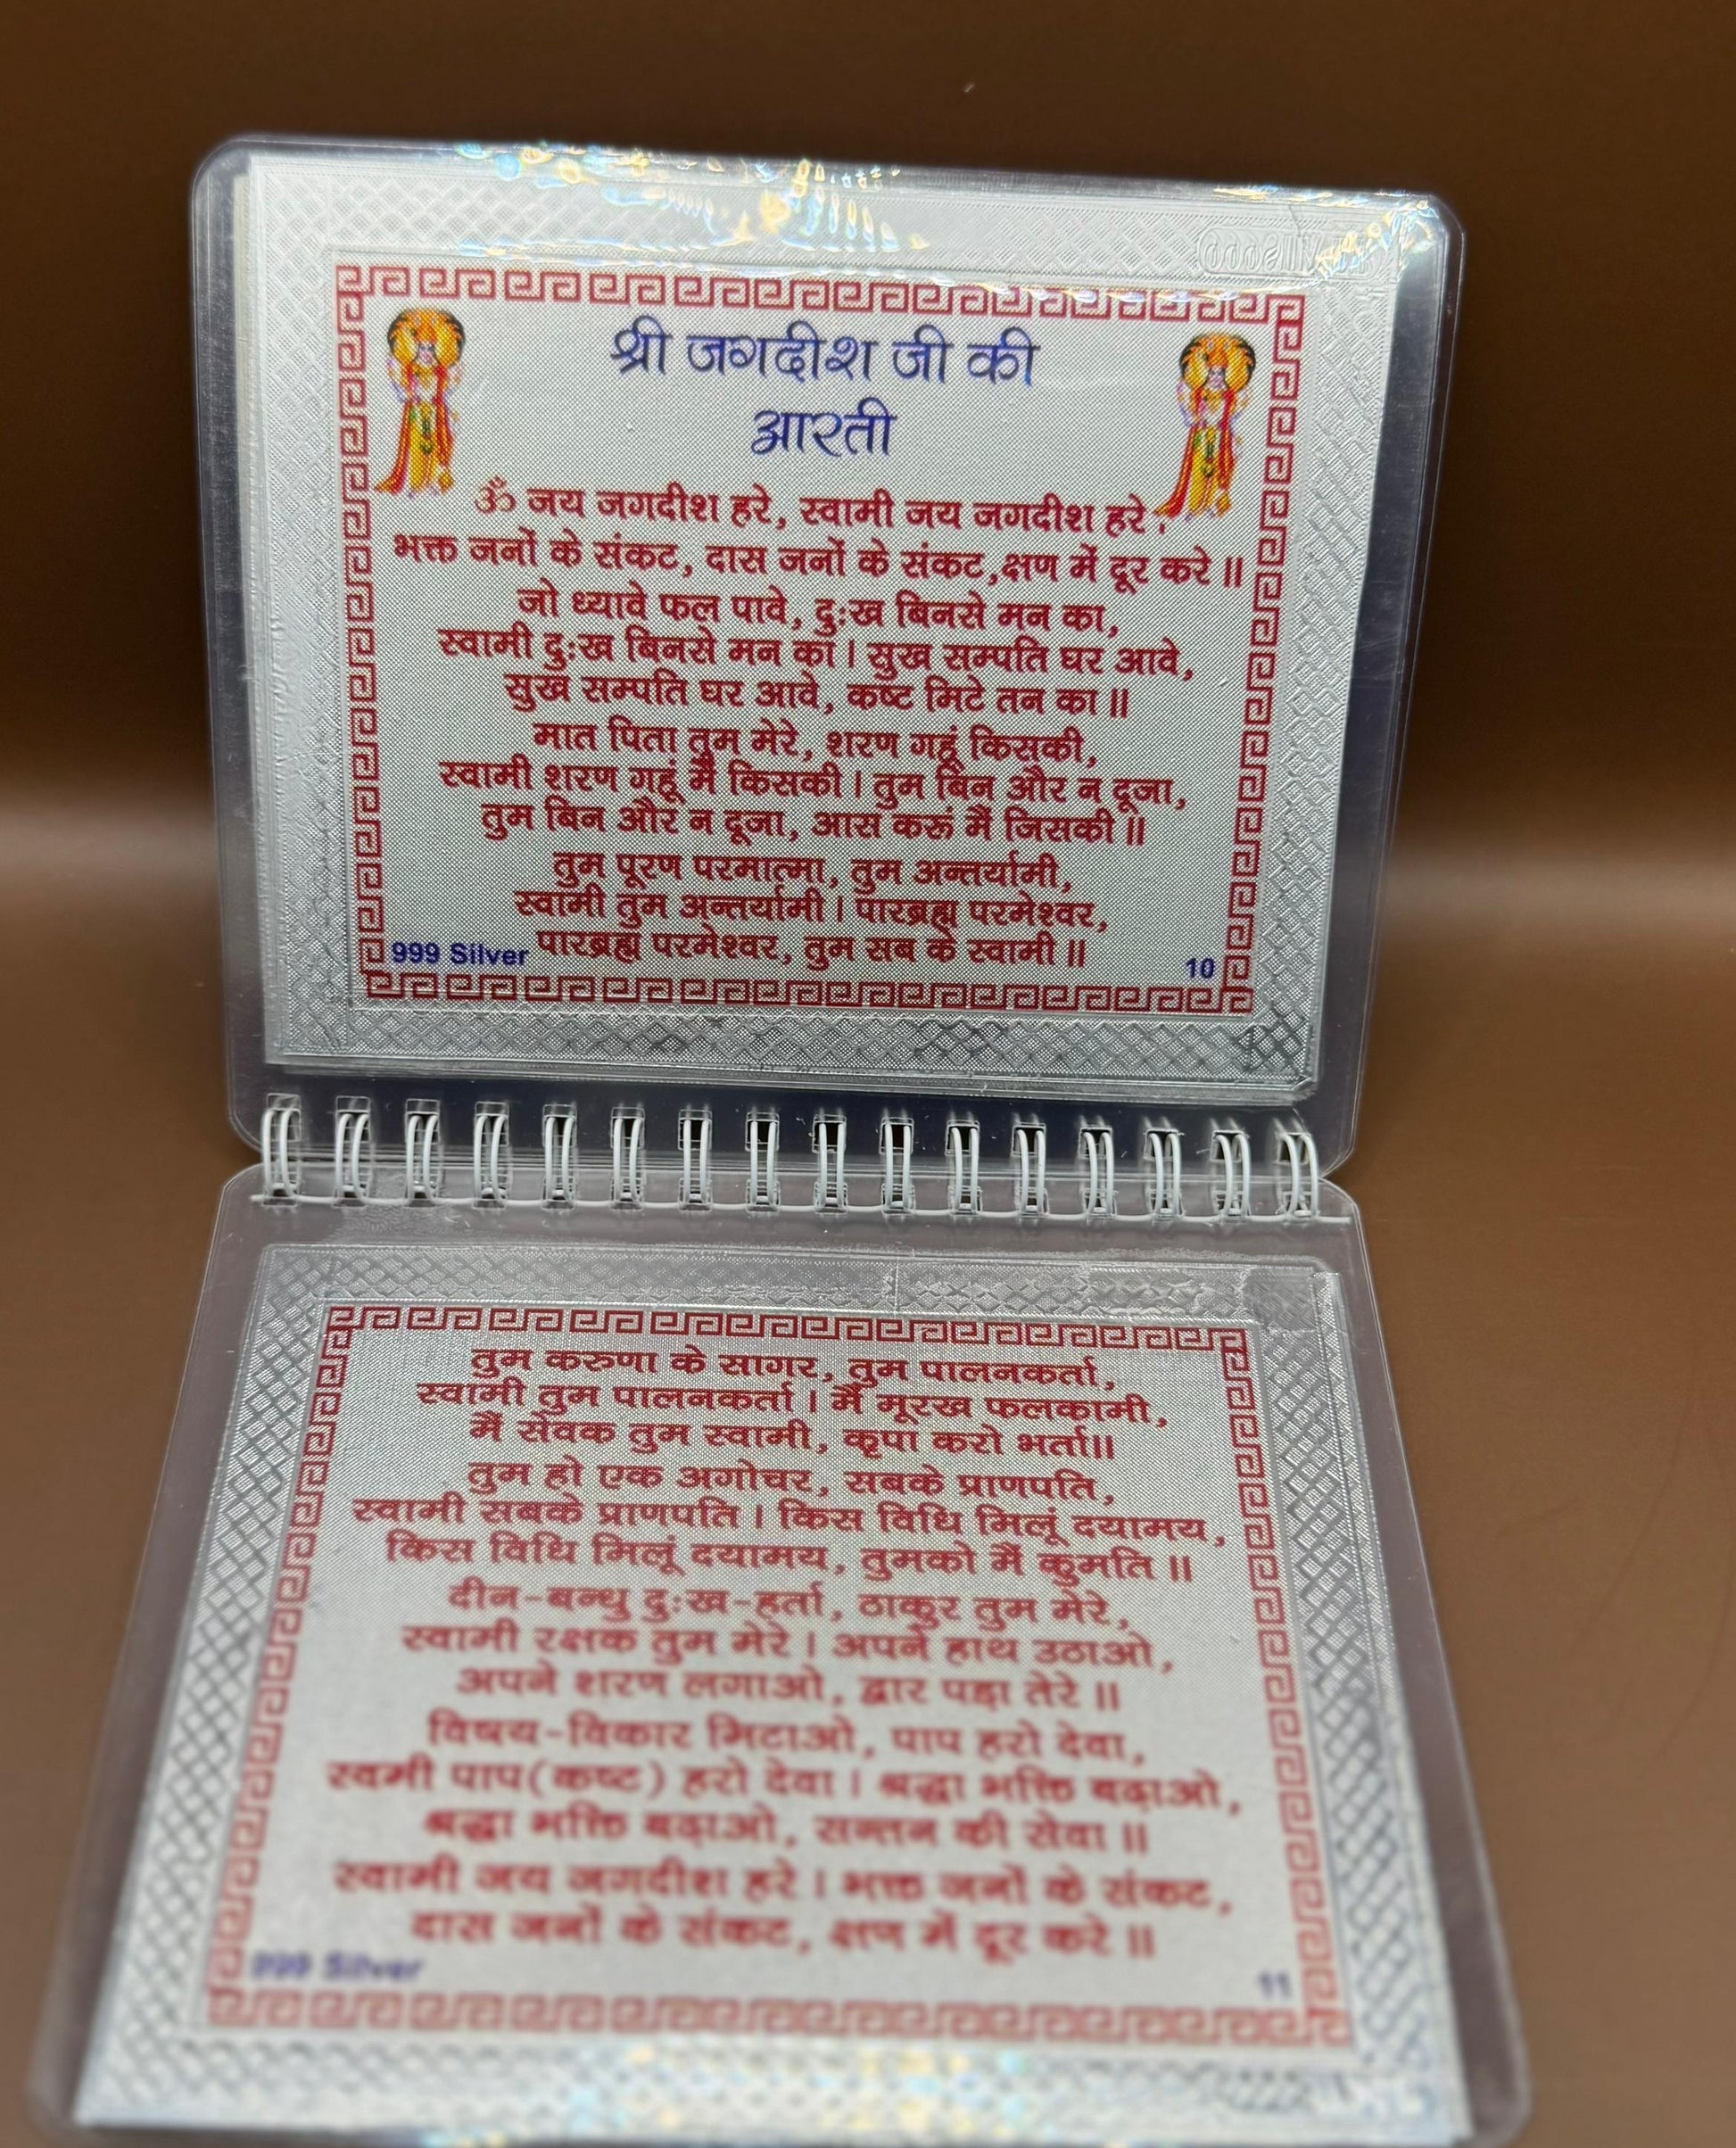 श्री जगदीश जी की
आरती
ॐ जय जगदीश हरे, स्वामी जय जगदीश हरे .
भक्त जनों के संकट, दास जनों के संकट,क्षण में दूर करे ॥
जो ध्यावे फल पावे, दुःख बिनसे मन का,
स्वामी दुःख बिनसे मन का । सुख सम्पति घर आवे,
सुख सम्पति घर आवे, कष्ट मिटे तन का ॥
मात पिता तुम मेरे, शरण गहूं किसकी,
स्वामी शरण गहूं मैं किसकी । तुम बिन और न दूजा,
तुम बिन और न दूजा, आस करूं मैं जिसकी ॥
तुम पूरण परमात्मा, तुम अन्तर्यामी,
स्वामी तुम अन्तर्यामी । पारब्रह्म परमेश्वर,
पारब्रह्म परमेश्वर, तुम सब के स्वामी ॥
999 Silver
10
तुम करुणा के सागर, तुम पालनकर्ता,
स्वामी तुम पालनकर्ता । मैं मूरख फलकामी,
मैं सेवक तुम स्वामी, कृपा करो भर्ता॥
तुम हो एक अगोचर, सबके प्राणपति,
स्वामी सबके प्राणपति । किस विधि मिलूं दयामय,
किस विधि मिलूं दयामय, तुमको मैं कुमति ॥
दीन-बन्धु दुःख-हर्ता, ठाकुर तुम मेरे,
स्वामी रक्षक तुम मेरे । अपने हाथ उठाओ,
अपने शरण लगाओ, द्वार पड़ा तेरे ॥
विषय-विकार मिटाओ, पाप हरो देवा,
स्वमी पाप(कष्ट) हरो देवा । श्रद्धा भक्ति बढ़ाओ,
श्रद्धा भक्ति बढ़ाओ, सन्तन की सेवा ॥
स्वामी जय जगदीश हरे । भक्त जनों के संकट,
दास जनों के संकट, क्षण में दूर करे ॥
999 Silver
11